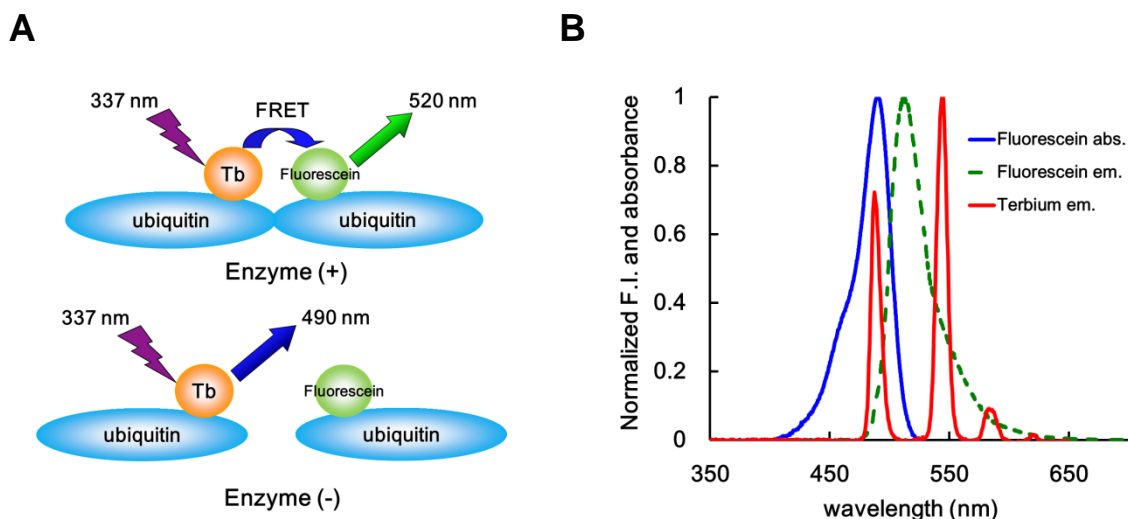 A
337 nm
FRET
520 nm
Tb
Fluorescein
ubiquitin
ubiquitin
Enzyme (+)
337 nm
490 nm
Tb
Fluorescein
ubiquitin
ubiquitin
Enzyme (-)
B
Normalized F.I. and absorbance
1
0.8
0.6
0.4
0.2
0
350
450
550
650
wavelength (nm)
Fluorescein abs.
Fluorescein em.
Terbium em.